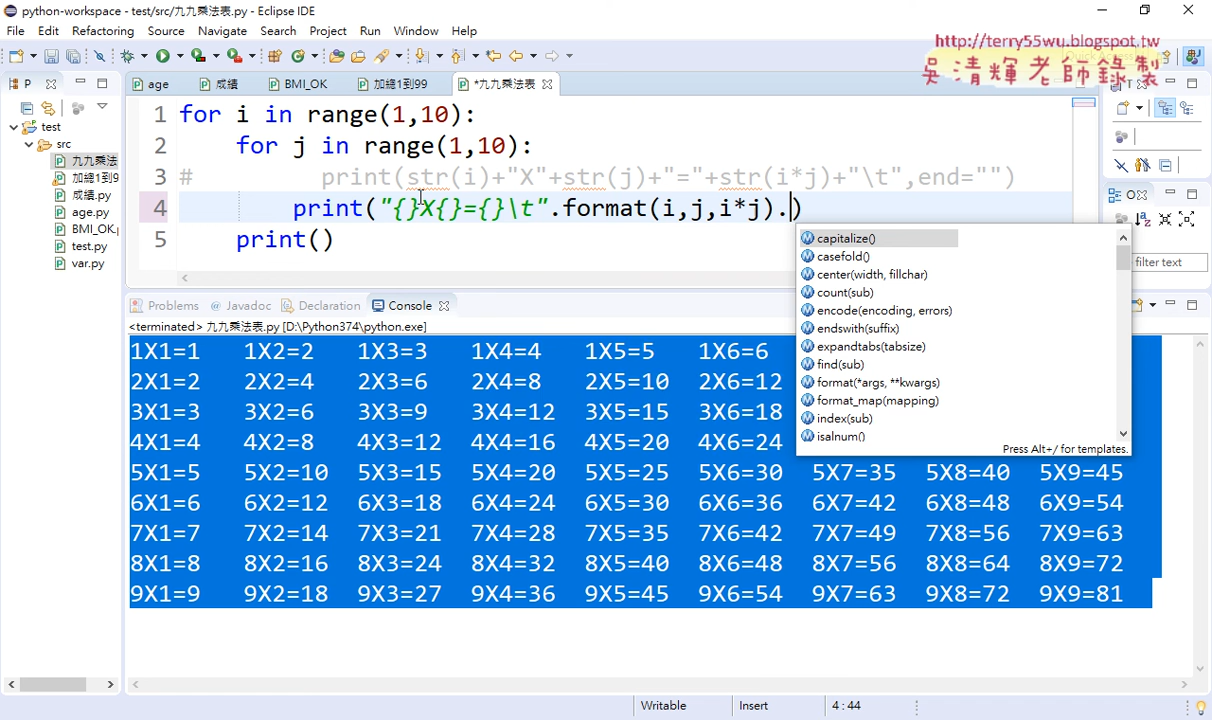 python-workspace - test/src/九九乘法表.py - Eclipse IDE
File Edit Refactoring Source Navigate Search Project Run Window Help
http://terry55wu.blogspot.tw
吳清輝老師錄製
P
age
成績
BMI_OK
加總1到99
*九九乘法表
test
src
九九乘法
加總1到9
成績.py
age.py
BMI_OK.
test.py
var.py
1 for i in range(1,10):
2 for j in range(1,10):
3 # print(str(i)+"X"+str(j)+"="+str(i*j)+"\t",end="")
4 print("{}X{}={}\t".format(i,j,i*j).)
5 print()
capitalize()
casefold()
center(width, fillchar)
count(sub)
encode(encoding, errors)
endswith(suffix)
expandtabs(tabsize)
find(sub)
format(*args, **kwargs)
format_map(mapping)
index(sub)
isalnum()
Press Alt+/ for templates.
filter text
Problems Javadoc Declaration Console
<terminated> 九九乘法表.py [D:\Python374\python.exe]
1X1=1 1X2=2 1X3=3 1X4=4 1X5=5 1X6=6
2X1=2 2X2=4 2X3=6 2X4=8 2X5=10 2X6=12
3X1=3 3X2=6 3X3=9 3X4=12 3X5=15 3X6=18
4X1=4 4X2=8 4X3=12 4X4=16 4X5=20 4X6=24
5X1=5 5X2=10 5X3=15 5X4=20 5X5=25 5X6=30 5X7=35 5X8=40 5X9=45
6X1=6 6X2=12 6X3=18 6X4=24 6X5=30 6X6=36 6X7=42 6X8=48 6X9=54
7X1=7 7X2=14 7X3=21 7X4=28 7X5=35 7X6=42 7X7=49 7X8=56 7X9=63
8X1=8 8X2=16 8X3=24 8X4=32 8X5=40 8X6=48 8X7=56 8X8=64 8X9=72
9X1=9 9X2=18 9X3=27 9X4=36 9X5=45 9X6=54 9X7=63 9X8=72 9X9=81
Writable Insert 4 : 44